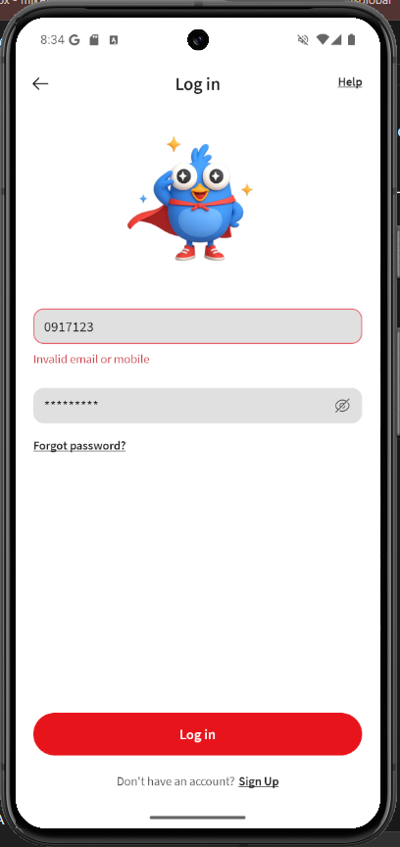 8:34
Log in
Help
0917123
Invalid email or mobile
*********
Forgot password?
Log in
Don't have an account? Sign Up